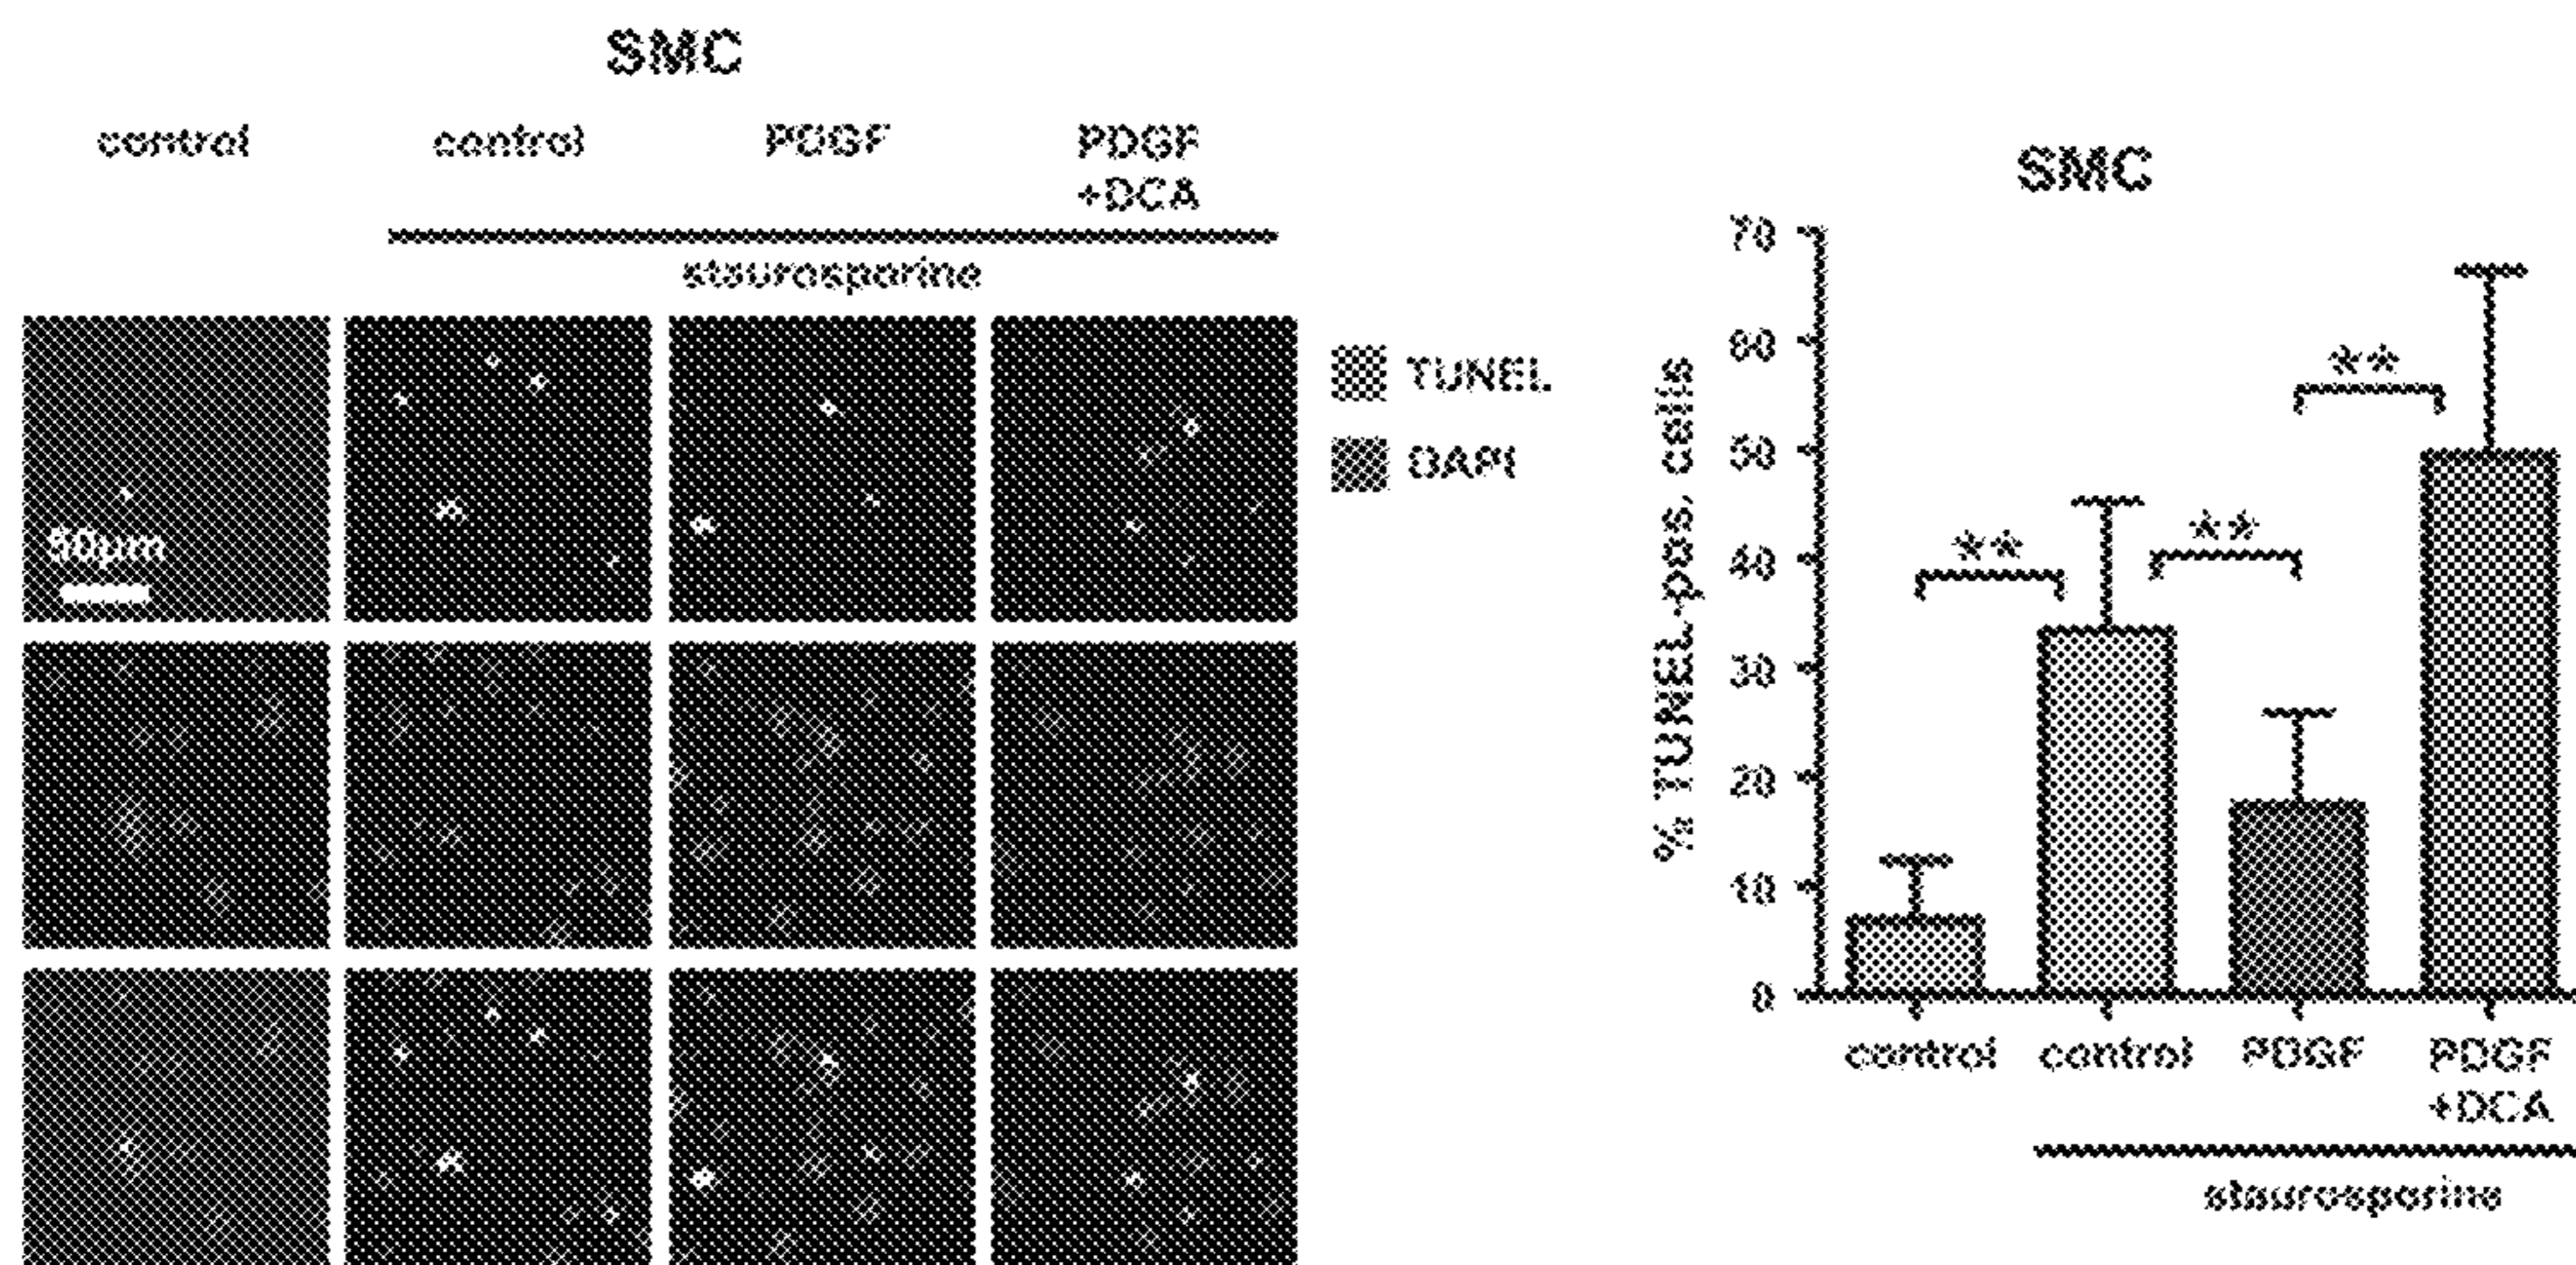 SMC
control control PDGF PDGF
+DCA
staurosporine
50µm
TUNEL
DAPI
SMC
% TUNEL-pos. cells
70
60
50
40
30
20
10
0
**
**
**
control control PDGF PDGF
+DCA
staurosporine